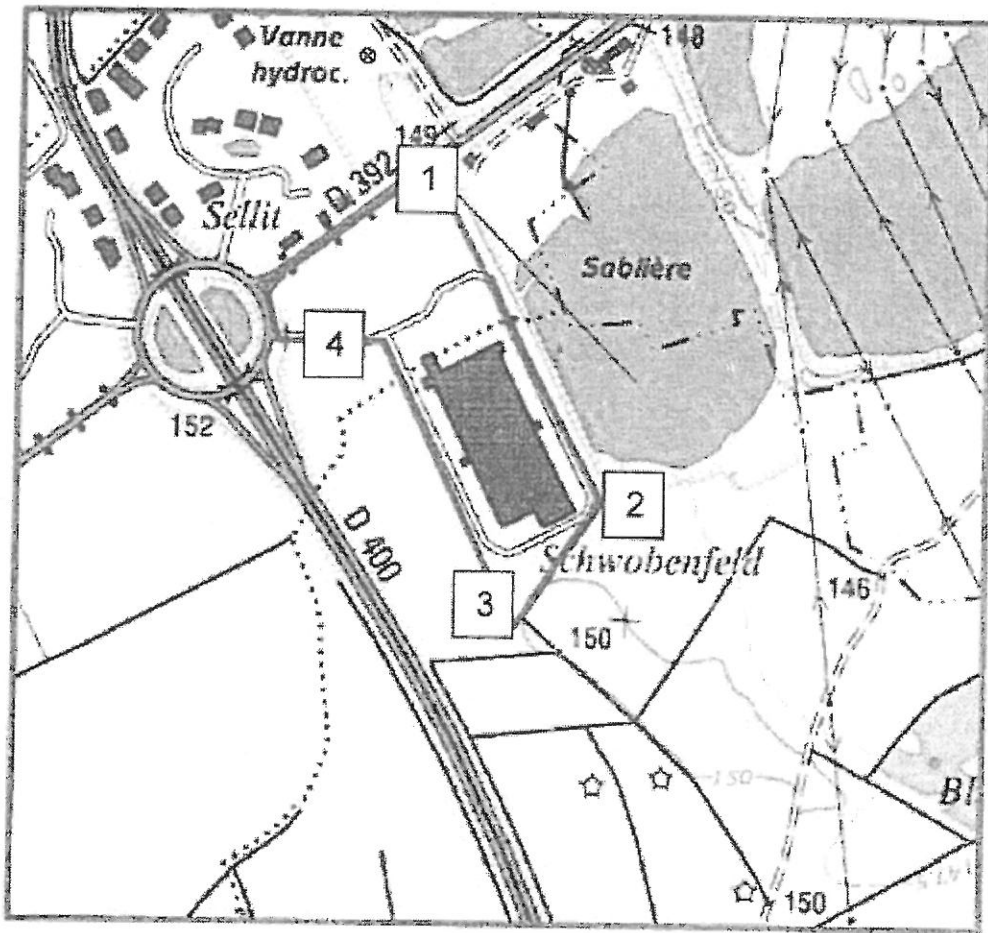 148
Vanne
hydroc.
149
1
D 392
Sellit
Sablière
4
152
D 400
2
Schwobenfeld
146
3
150
150
Bl
150